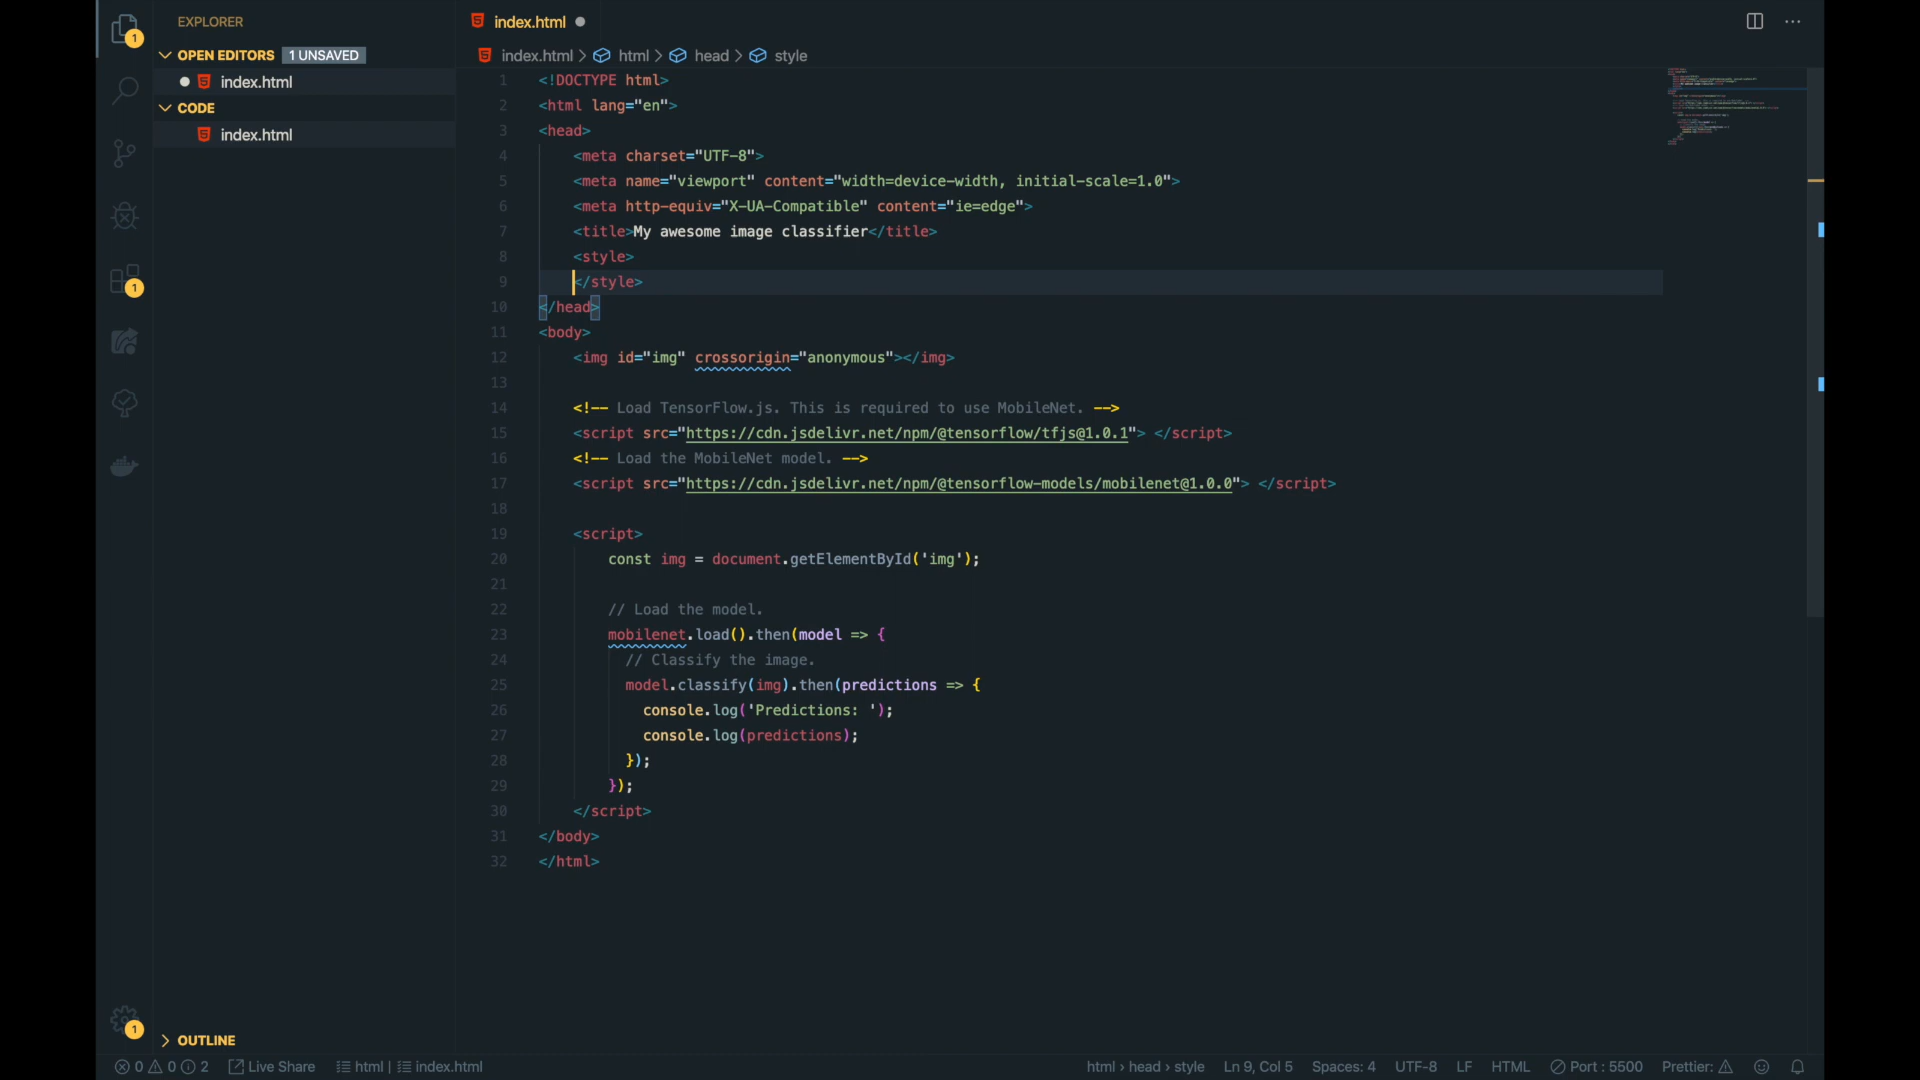 EXPLORER
OPEN EDITORS 1 UNSAVED
index.html
CODE
index.html
OUTLINE
1
1
1
index.html
index.html > html > head > style
1 <!DOCTYPE html>
2 <html lang="en">
3 <head>
4 <meta charset="UTF-8">
5 <meta name="viewport" content="width=device-width, initial-scale=1.0">
6 <meta http-equiv="X-UA-Compatible" content="ie=edge">
7 <title>My awesome image classifier</title>
8 <style>
9 </style>
10 </head>
11 <body>
12 <img id="img" crossorigin="anonymous"></img>
13
14 <!-- Load TensorFlow.js. This is required to use MobileNet. -->
15 <script src="https://cdn.jsdelivr.net/npm/@tensorflow/tfjs@1.0.1"> </script>
16 <!-- Load the MobileNet model. -->
17 <script src="https://cdn.jsdelivr.net/npm/@tensorflow-models/mobilenet@1.0.0"> </script>
18
19 <script>
20 const img = document.getElementById('img');
21
22 // Load the model.
23 mobilenet.load().then(model => {
24 // Classify the image.
25 model.classify(img).then(predictions => {
26 console.log('Predictions: ');
27 console.log(predictions);
28 });
29 });
30 </script>
31 </body>
32 </html>
0 0 2 Live Share html | index.html html › head › style Ln 9, Col 5 Spaces: 4 UTF-8 LF HTML Port : 5500 Prettier: